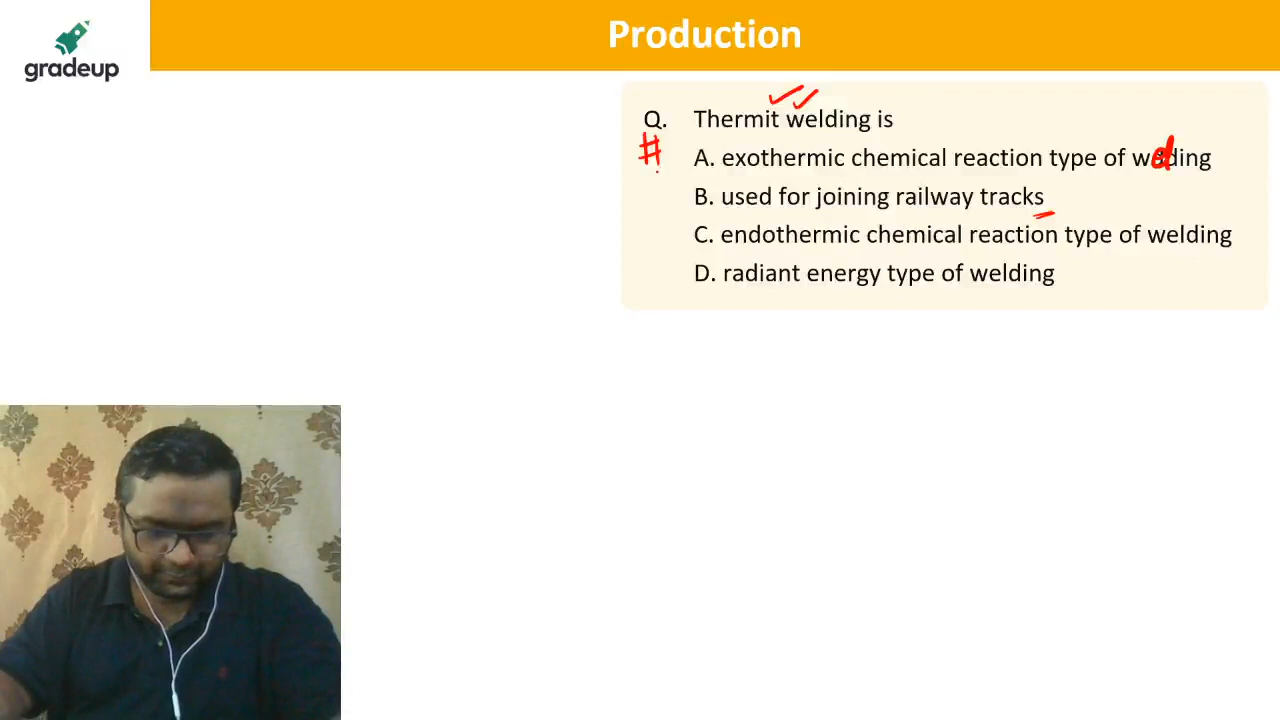 Production
gradeup
Q. Thermit welding is
#
A. exothermic chemical reaction type of wedding
B. used for joining railway tracks
C. endothermic chemical reaction type of welding
D. radiant energy type of welding